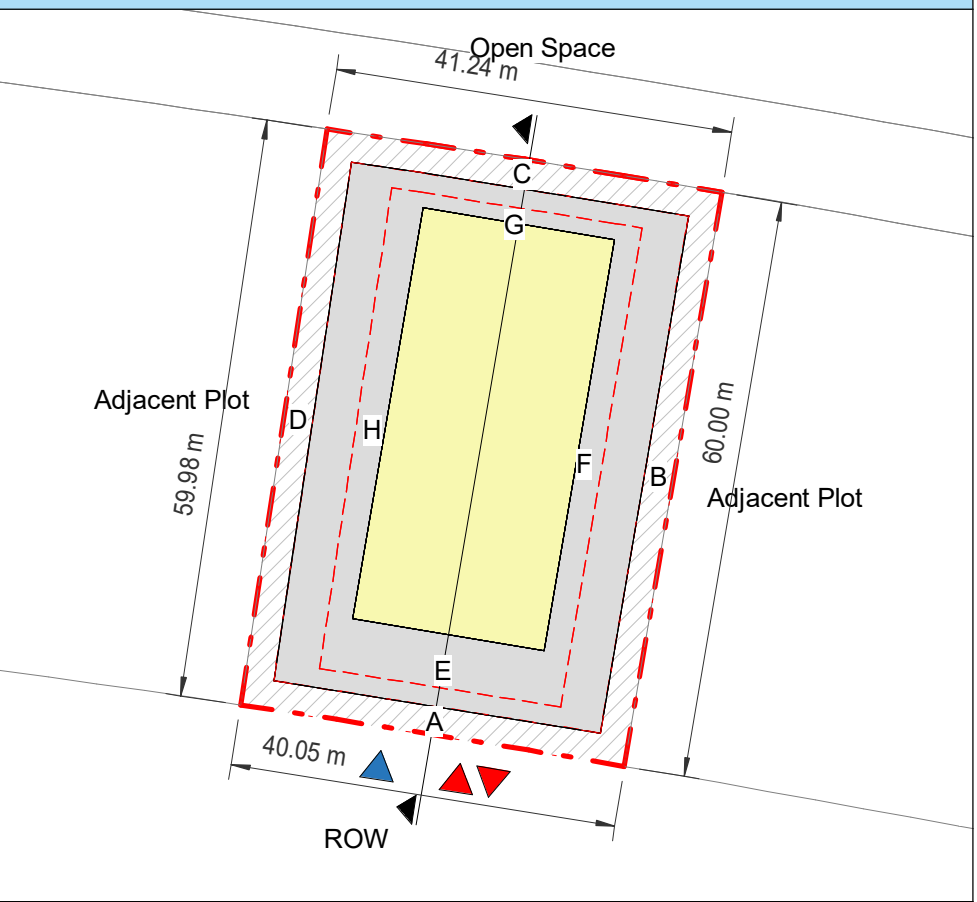 Open Space
41.24 m
C
G
Adjacent Plot
D
H
F
B
60.00 m
59.98 m
Adjacent Plot
E
A
40.05 m
ROW